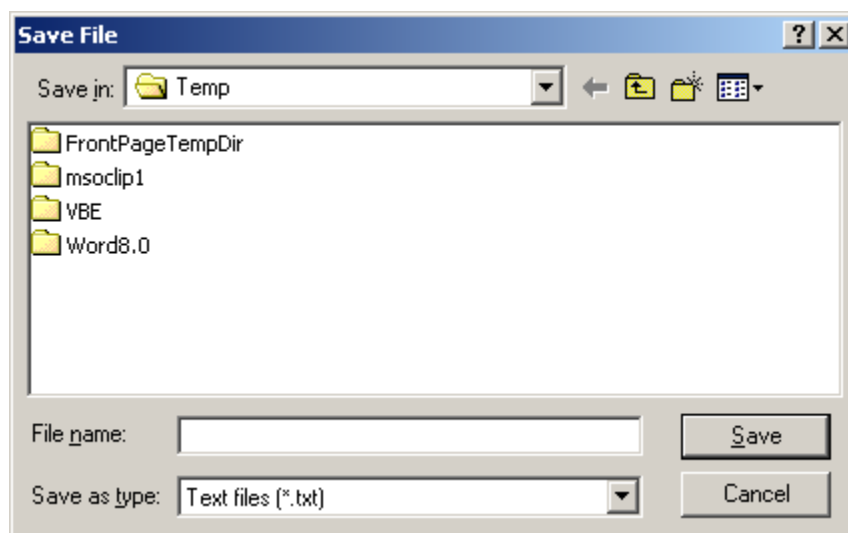 Save File
Save in: Temp
FrontPageTempDir
msoclip1
VBE
Word8.0
File name: Save
Save as type: Text files (*.txt) Cancel